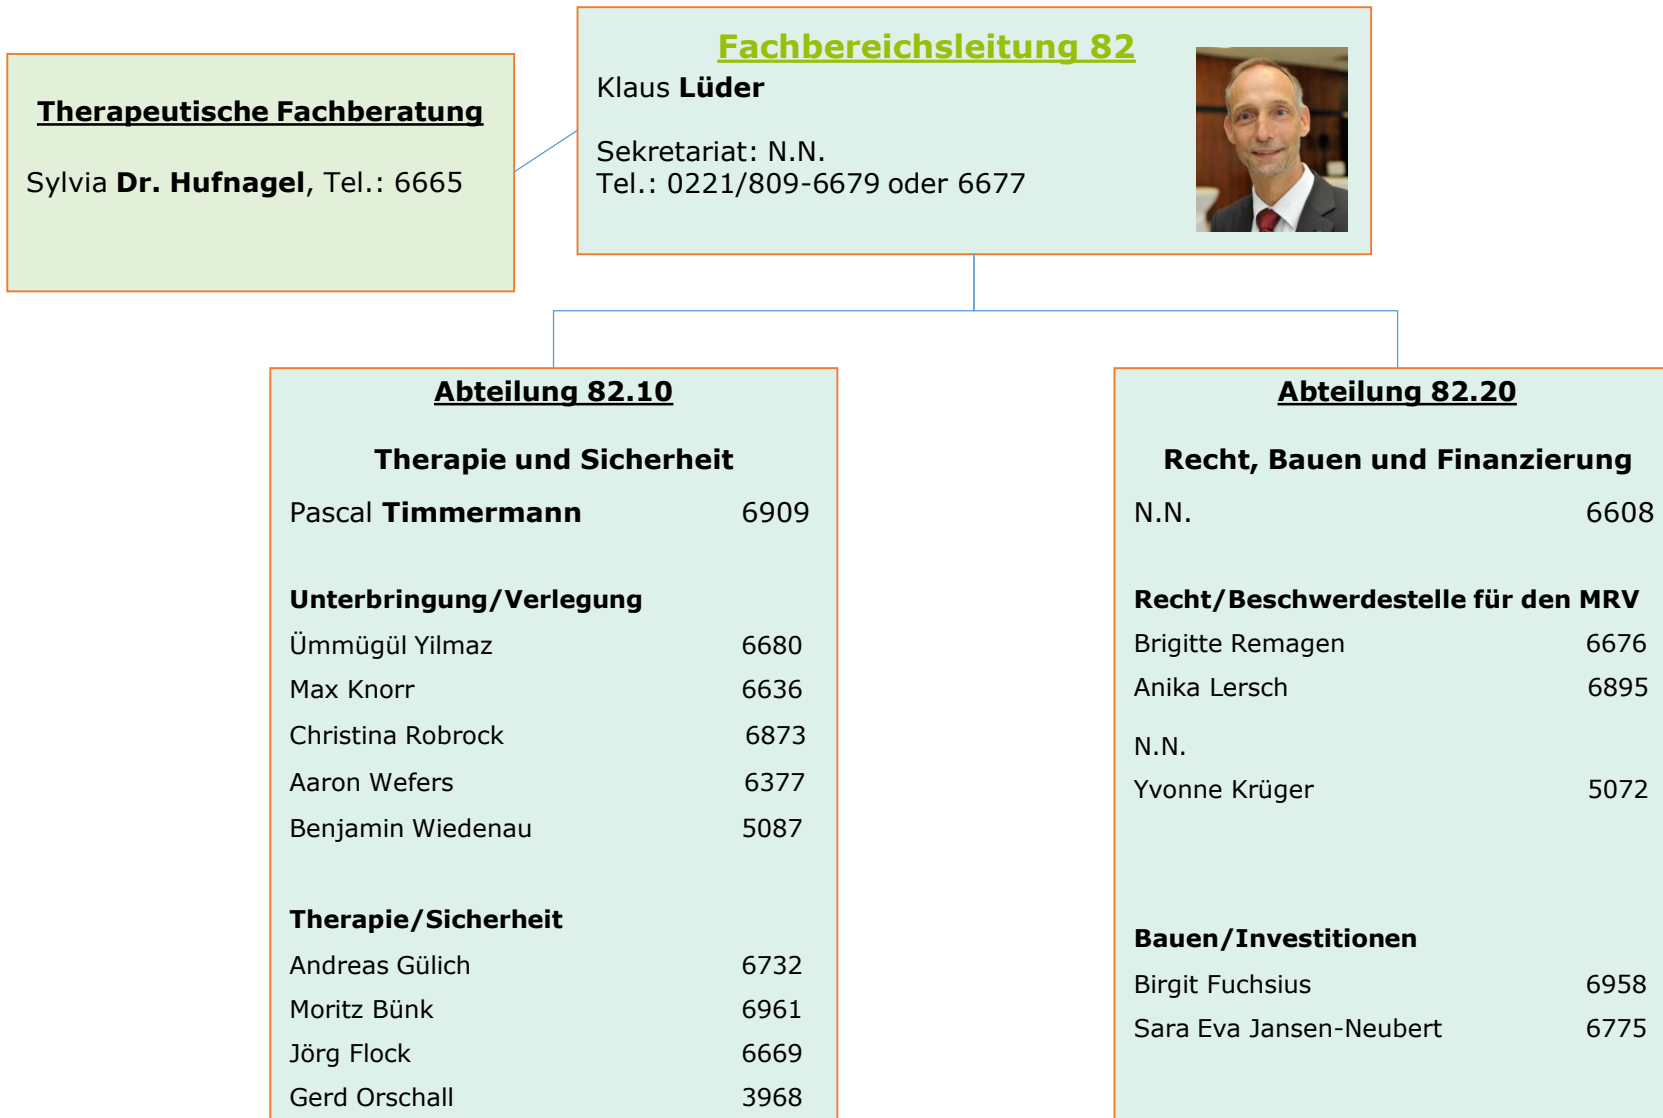 Therapeutische Fachberatung
Sylvia Dr. Hufnagel, Tel.: 6665
Fachbereichsleitung 82
Klaus Lüder
Sekretariat: N.N.
Tel.: 0221/809-6679 oder 6677
Abteilung 82.10
Therapie und Sicherheit
Pascal Timmermann 6909
Unterbringung/Verlegung
Ümmügül Yilmaz 6680
Max Knorr 6636
Christina Robrock 6873
Aaron Wefers 6377
Benjamin Wiedenau 5087
Therapie/Sicherheit
Andreas Gülich 6732
Moritz Bünk 6961
Jörg Flock 6669
Gerd Orschall 3968
Abteilung 82.20
Recht, Bauen und Finanzierung
N.N. 6608
Recht/Beschwerdestelle für den MRV
Brigitte Remagen 6676
Anika Lersch 6895
N.N.
Yvonne Krüger 5072
Bauen/Investitionen
Birgit Fuchsius 6958
Sara Eva Jansen-Neubert 6775